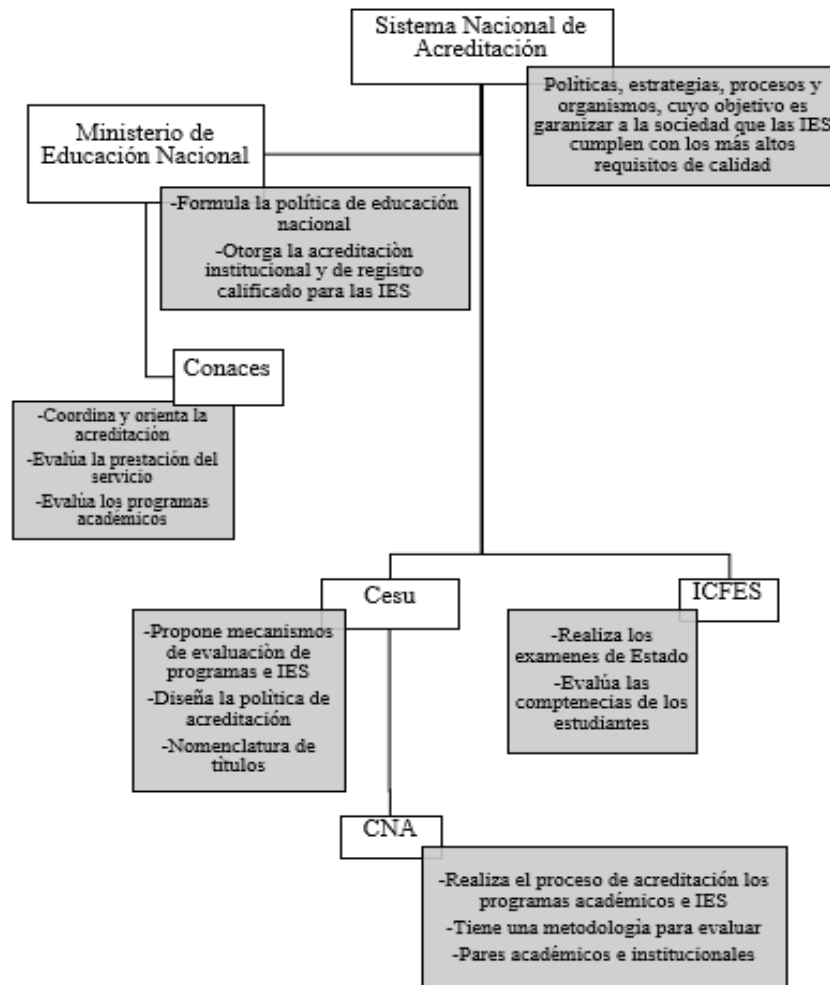 Sistema Nacional de
Acreditación
Políticas, estrategias, procesos y
organismos, cuyo objetivo es
garanizar a la sociedad que las IES
cumplen con los más altos
requisitos de calidad
Ministerio de
Educación Nacional
-Formula la política de educación
nacional
-Otorga la acreditaciòn
institucional y de registro
calificado para las IES
Conaces
-Coordina y orienta la
acreditación
-Evalúa la prestación del
servicio
-Evalúa los programas
académicos
Cesu
-Propone mecanismos
de evaluaciòn de
programas e IES
-Diseña la política de
acreditación
-Nomenclatura de
títulos
ICFES
-Realiza los
examenes de Estado
-Evalúa las
comptenecias de los
estudiantes
CNA
-Realiza el proceso de acreditación los
programas académicos e IES
-Tiene una metodologìa para evaluar
-Pares académicos e institucionales